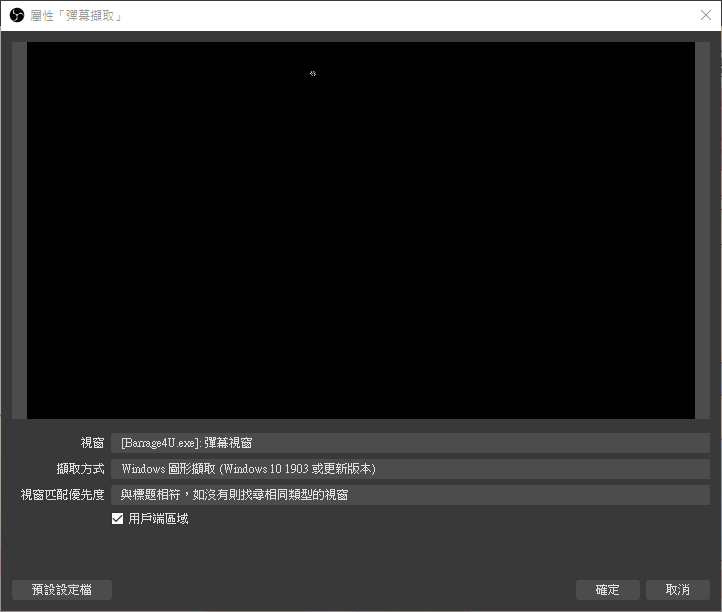 屬性「彈幕擷取」
視窗
[Barrage4U.exe]: 彈幕視窗
擷取方式
Windows 圖形擷取 (Windows 10 1903 或更新版本)
視窗匹配優先度
與標題相符，如沒有則找尋相同類型的視窗
用戶端區域
預設設定檔
確定
取消